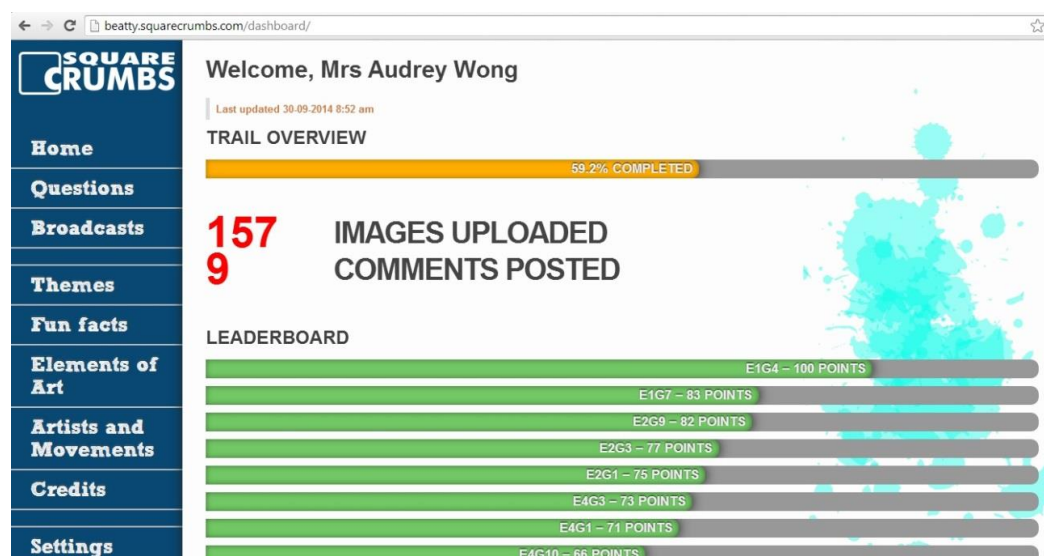 beatty.squarecrumbs.com/dashboard/
SQUARE
CRUMBS
Home
Questions
Broadcasts
Themes
Fun facts
Elements of
Art
Artists and
Movements
Credits
Settings
Welcome, Mrs Audrey Wong
Last updated 30-09-2014 8:52 am
TRAIL OVERVIEW
59.2% COMPLETED
157 IMAGES UPLOADED
9 COMMENTS POSTED
LEADERBOARD
E1G4 – 100 POINTS
E1G7 – 83 POINTS
E2G9 – 82 POINTS
E2G3 – 77 POINTS
E2G1 – 75 POINTS
E4G3 – 73 POINTS
E4G1 – 71 POINTS
E4G10 – 66 POINTS